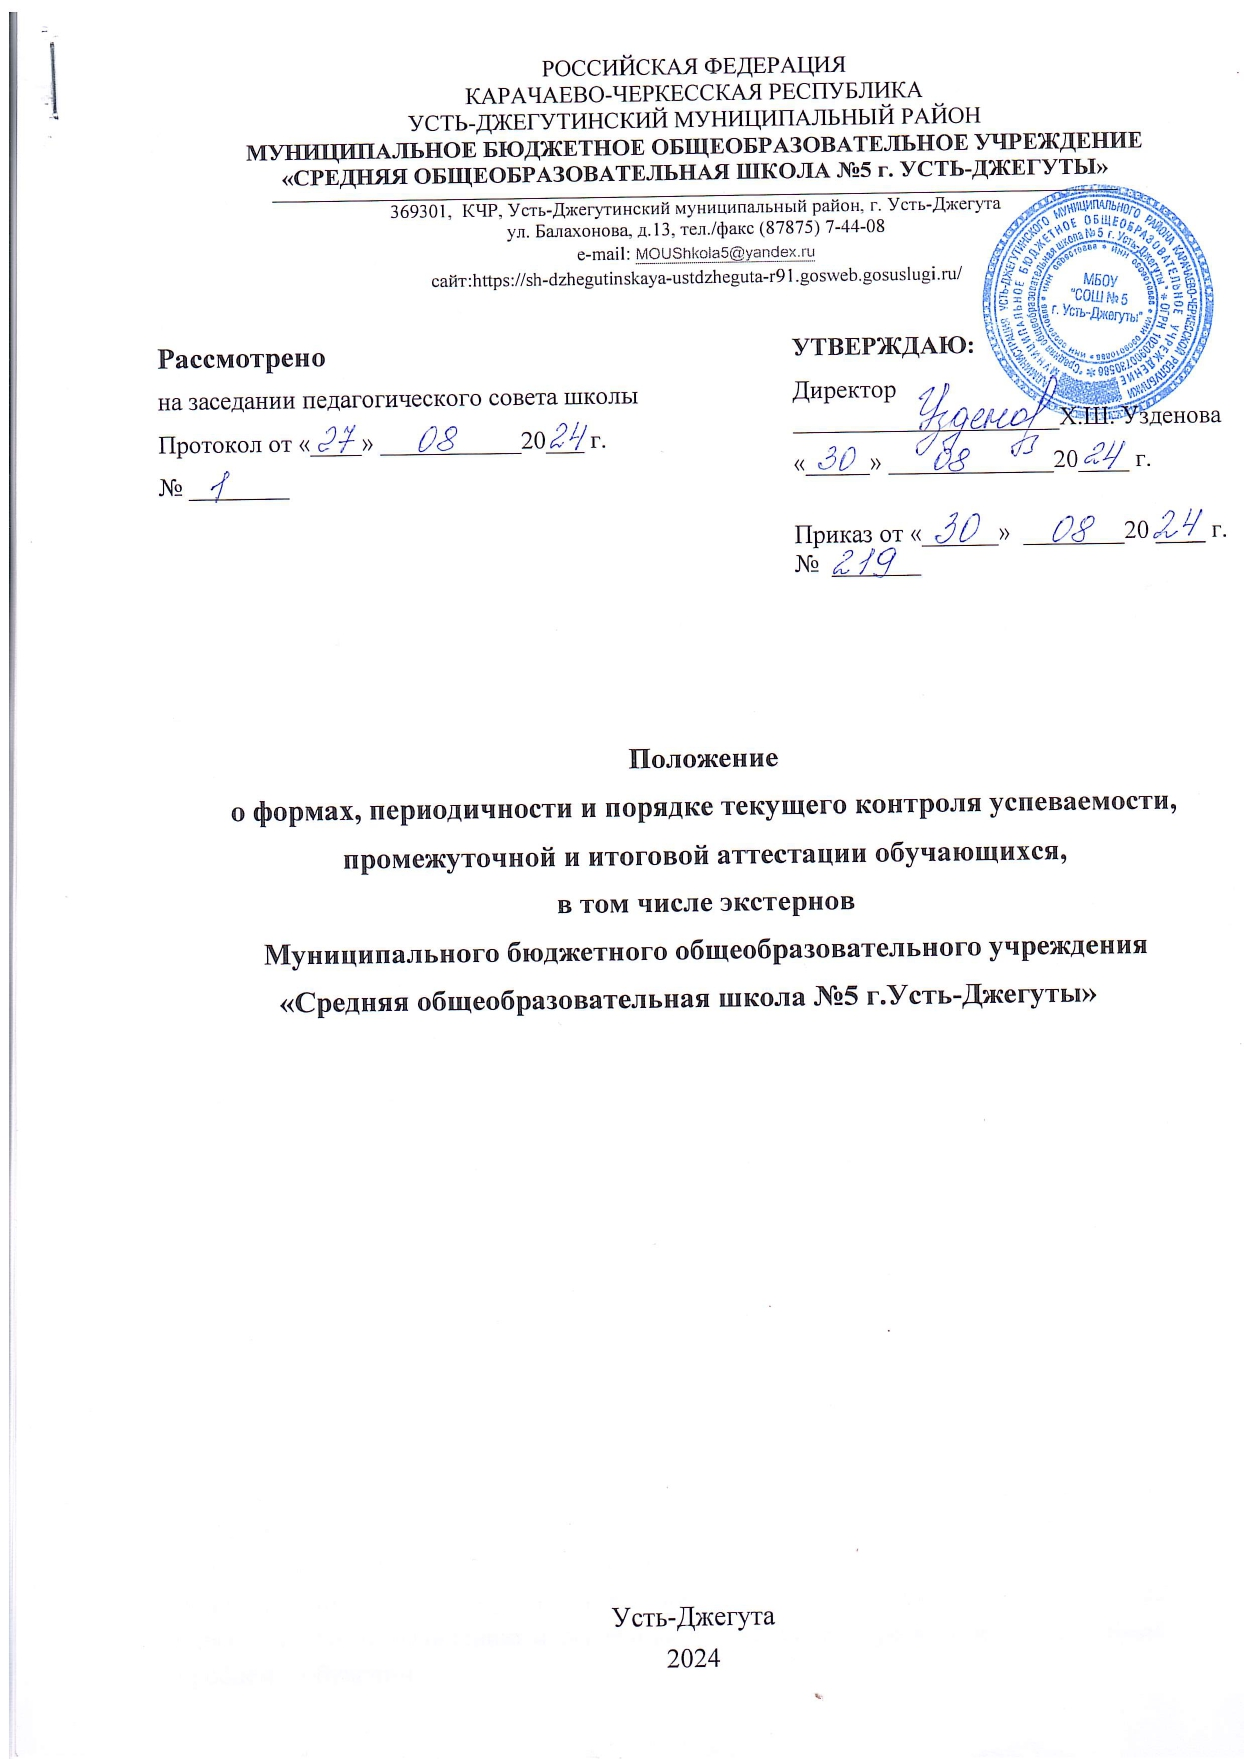 РОССИЙСКАЯ ФЕДЕРАЦИЯ
КАРАЧАЕВО-ЧЕРКЕССКАЯ РЕСПУБЛИКА
УСТЬ-ДЖЕГУТИНСКИЙ МУНИЦИПАЛЬНЫЙ РАЙОН
МУНИЦИПАЛЬНОЕ БЮДЖЕТНОЕ ОБЩЕОБРАЗОВАТЕЛЬНОЕ УЧРЕЖДЕНИЕ
«СРЕДНЯЯ ОБЩЕОБРАЗОВАТЕЛЬНАЯ ШКОЛА №5 г. УСТЬ-ДЖЕГУТЫ»
369301, КЧР, Усть-Джегутинский муниципальный район, г. Усть-Джегута
ул. Балахонова, д.13, тел./факс (87875) 7-44-08
e-mail: MOUShkola5@yandex.ru
сайт:https://sh-dzhegutinskaya-ustdzheguta-r91.gosweb.gosuslugi.ru/
МБОУ
"СОШ № 5
г. Усть-Джегуты"
Рассмотрено
на заседании педагогического совета школы
Протокол от «27» 08 2024 г.
№ 1
УТВЕРЖДАЮ:
Директор
Х.Ш. Узденова
«30» 08 2024 г.
Приказ от «30» 08 2024 г.
№ 219
Положение
о формах, периодичности и порядке текущего контроля успеваемости,
промежуточной и итоговой аттестации обучающихся,
в том числе экстернов
Муниципального бюджетного общеобразовательного учреждения
«Средняя общеобразовательная школа №5 г.Усть-Джегуты»
Усть-Джегута
2024